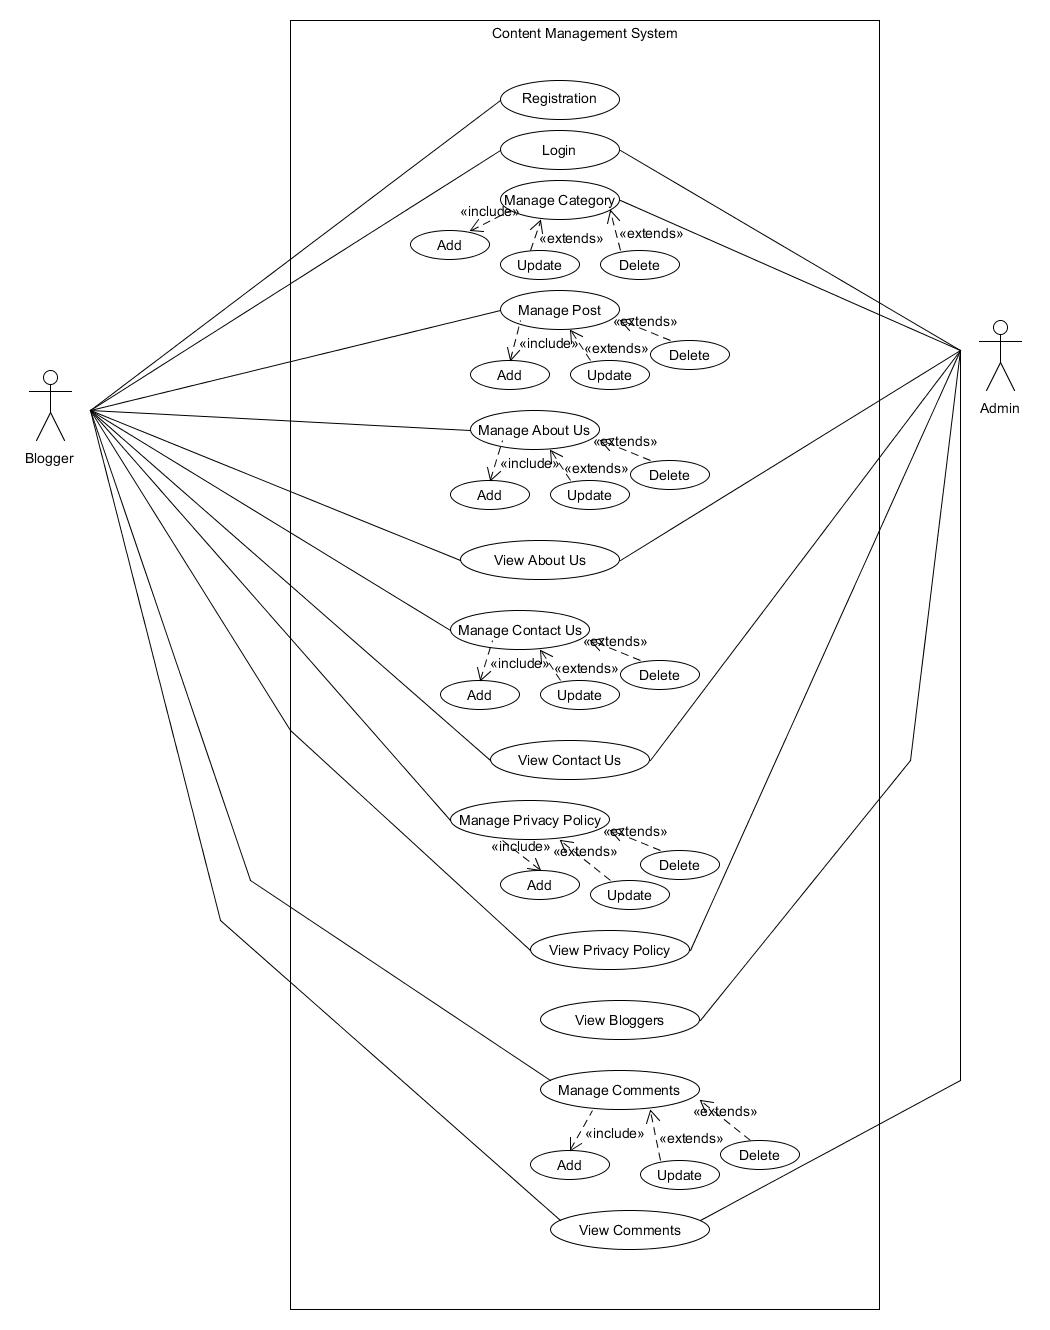 Content Management System
Registration
Login
Manage Category
«include»
«extends»
«extends»
Add
Update
Delete
Manage Post
«extends»
«include»
«extends»
Delete
Add
Update
Blogger
Admin
Manage About Us
«extends»
«include»
«extends»
Delete
Add
Update
View About Us
Manage Contact Us
«extends»
«include»
«extends»
Delete
Add
Update
View Contact Us
Manage Privacy Policy
«extends»
«include»
«extends»
Delete
Add
Update
View Privacy Policy
View Bloggers
Manage Comments
«extends»
«include»
«extends»
Delete
Add
Update
View Comments